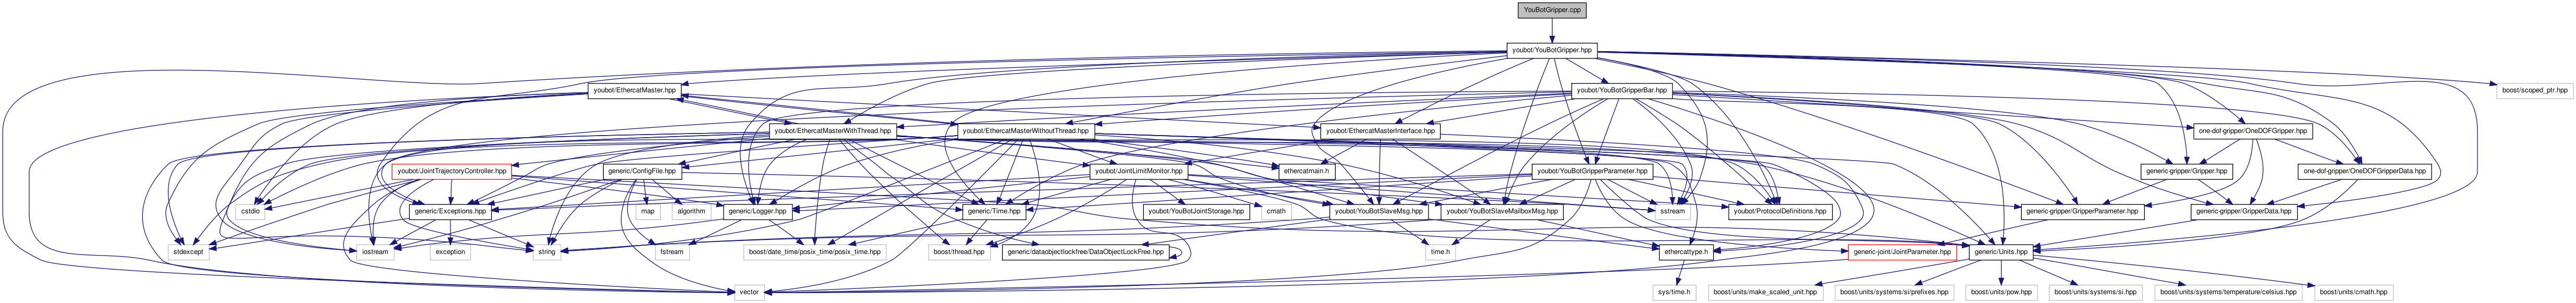 YouBotGripper.cpp
youbot/YouBotGripper.hpp
youbot/EthercatMaster.hpp
youbot/YouBotGripperBar.hpp
boost/scoped_ptr.hpp
youbot/EthercatMasterWithThread.hpp
youbot/EthercatMasterWithoutThread.hpp
youbot/EthercatMasterInterface.hpp
one-dof-gripper/OneDOFGripper.hpp
youbot/JointTrajectoryController.hpp
generic/ConfigFile.hpp
youbot/JointLimitMonitor.hpp
ethercatmain.h
youbot/YouBotGripperParameter.hpp
generic-gripper/Gripper.hpp
one-dof-gripper/OneDOFGripperData.hpp
cstdio
generic/Exceptions.hpp
map
algorithm
generic/Logger.hpp
generic/Time.hpp
youbot/YouBotJointStorage.hpp
cmath
youbot/YouBotSlaveMsg.hpp
youbot/YouBotSlaveMailboxMsg.hpp
sstream
youbot/ProtocolDefinitions.hpp
generic-gripper/GripperParameter.hpp
generic-gripper/GripperData.hpp
stdexcept
iostream
exception
string
fstream
boost/date_time/posix_time/posix_time.hpp
boost/thread.hpp
generic/dataobjectlockfree/DataObjectLockFree.hpp
time.h
ethercattype.h
generic-joint/JointParameter.hpp
generic/Units.hpp
vector
sys/time.h
boost/units/make_scaled_unit.hpp
boost/units/systems/si/prefixes.hpp
boost/units/pow.hpp
boost/units/systems/si.hpp
boost/units/systems/temperature/celsius.hpp
boost/units/cmath.hpp